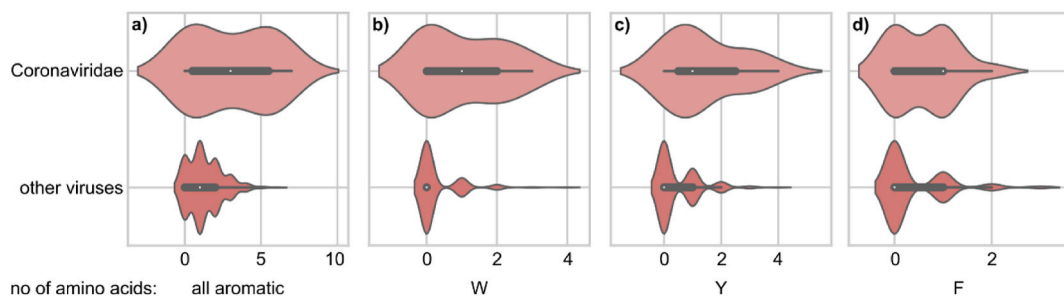 a) b) c) d)
Coronaviridae
other viruses
0 5 10 0 2 4 0 2 4 0 2
no of amino acids: all aromatic W Y F